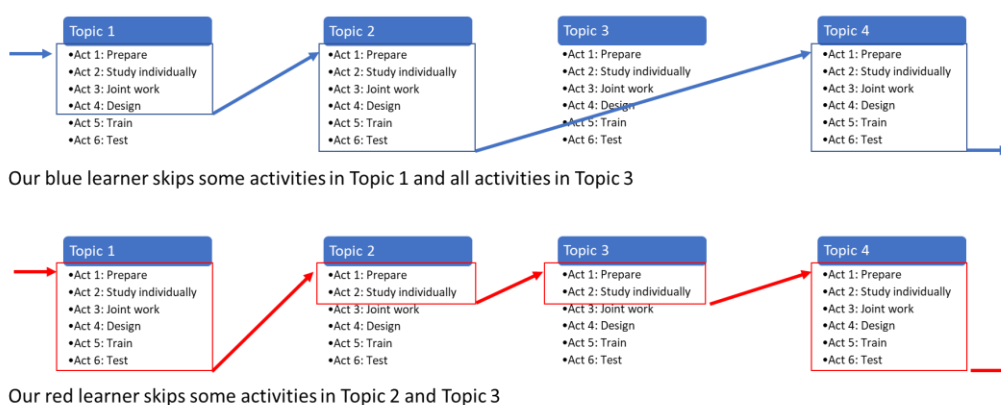 Topic 1
•Act 1: Prepare
•Act 2: Study individually
•Act 3: Joint work
•Act 4: Design
•Act 5: Train
•Act 6: Test
Topic 2
•Act 1: Prepare
•Act 2: Study individually
•Act 3: Joint work
•Act 4: Design
•Act 5: Train
•Act 6: Test
Topic 3
•Act 1: Prepare
•Act 2: Study individually
•Act 3: Joint work
•Act 4: Design
•Act 5: Train
•Act 6: Test
Topic 4
•Act 1: Prepare
•Act 2: Study individually
•Act 3: Joint work
•Act 4: Design
•Act 5: Train
•Act 6: Test
Our blue learner skips some activities in Topic 1 and all activities in Topic 3
Topic 1
•Act 1: Prepare
•Act 2: Study individually
•Act 3: Joint work
•Act 4: Design
•Act 5: Train
•Act 6: Test
Topic 2
•Act 1: Prepare
•Act 2: Study individually
•Act 3: Joint work
•Act 4: Design
•Act 5: Train
•Act 6: Test
Topic 3
•Act 1: Prepare
•Act 2: Study individually
•Act 3: Joint work
•Act 4: Design
•Act 5: Train
•Act 6: Test
Topic 4
•Act 1: Prepare
•Act 2: Study individually
•Act 3: Joint work
•Act 4: Design
•Act 5: Train
•Act 6: Test
Our red learner skips some activities in Topic 2 and Topic 3